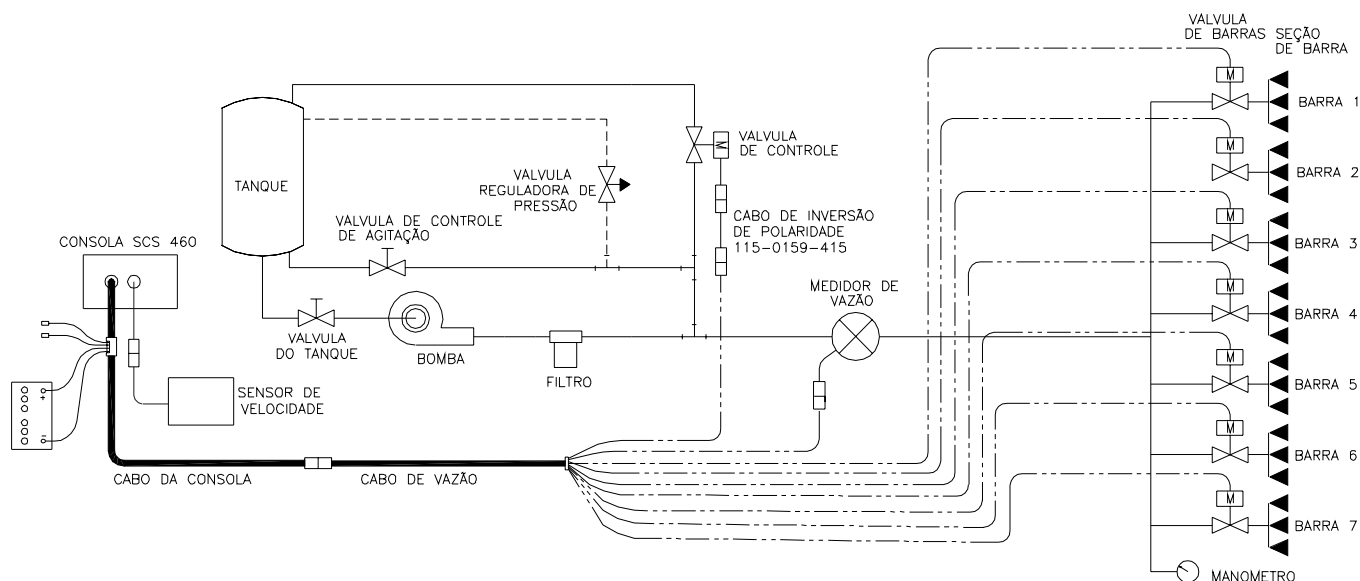 VALVULA
DE BARRAS
SEÇÃO
DE BARRA
M
BARRA 1
TANQUE
M
VALVULA
DE CONTROLE
M
BARRA 2
VALVULA
REGULADORA DE
PRESSÃO
VALVULA DE CONTROLE
DE AGITAÇÃO
CABO DE INVERSÃO
DE POLARIDADE
115-0159-415
M
BARRA 3
CONSOLA SCS 460
MEDIDOR DE
VAZÃO
M
BARRA 4
VALVULA
DO TANQUE
BOMBA
FILTRO
M
BARRA 5
+
-
SENSOR DE
VELOCIDADE
M
BARRA 6
CABO DA CONSOLA
CABO DE VAZÃO
M
BARRA 7
MANOMETRO